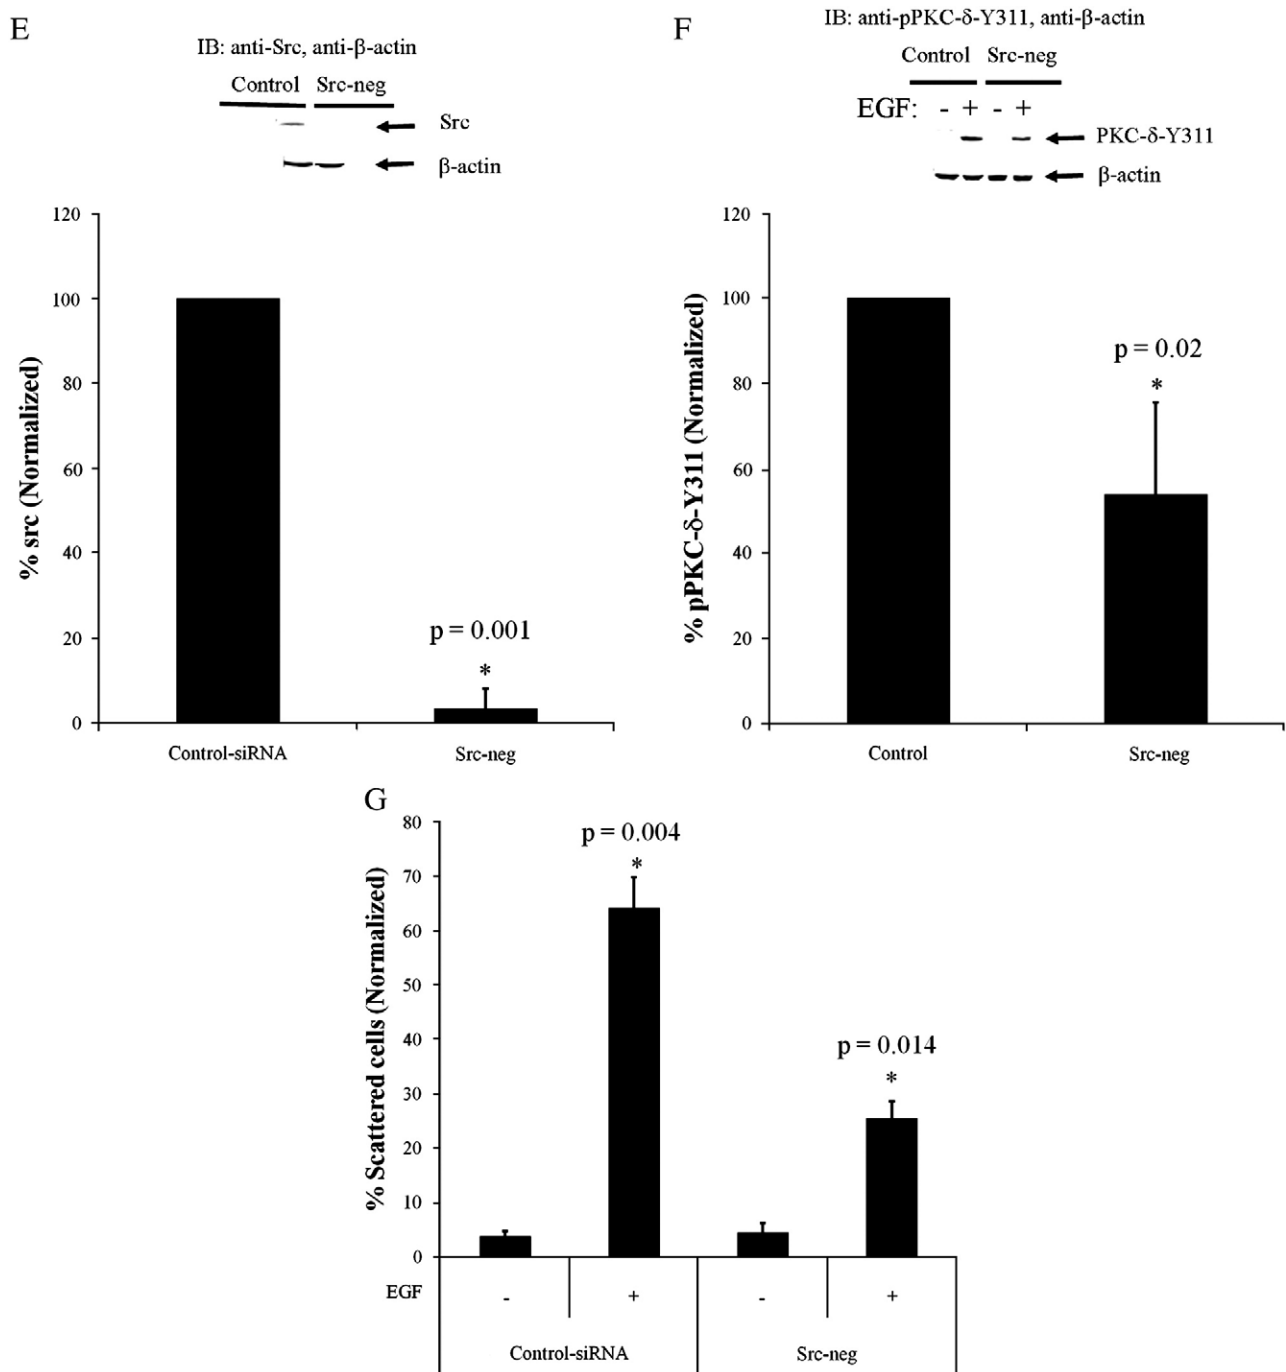 E
IB: anti-Src, anti-β-actin
Control Src-neg
Src
β-actin
120
100
80
60
40
20
0
% src (Normalized)
p = 0.001
*
Control-siRNA Src-neg
F
IB: anti-pPKC-δ-Y311, anti-β-actin
Control Src-neg
EGF: - + - +
PKC-δ-Y311
β-actin
120
100
80
60
40
20
0
% pPKC-δ-Y311 (Normalized)
p = 0.02
*
Control Src-neg
G
80
70
60
50
40
30
20
10
0
% Scattered cells (Normalized)
p = 0.004
*
p = 0.014
*
EGF - + - +
Control-siRNA Src-neg